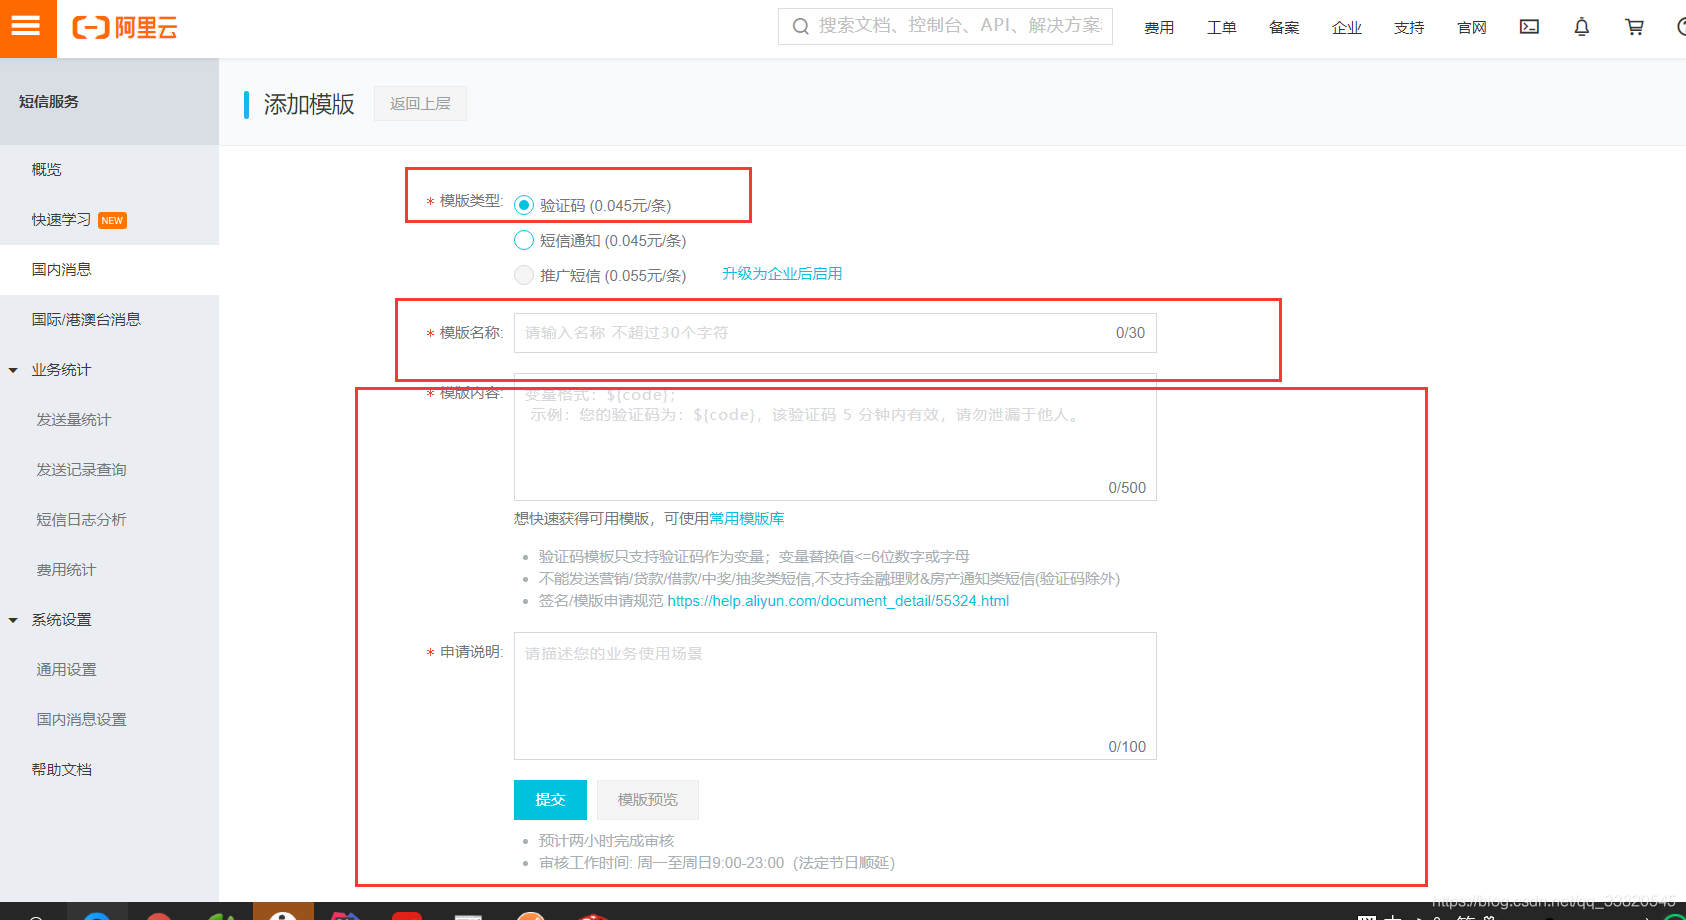 阿里云
搜索文档、控制台、API、解决方案
费用
工单
备案
企业
支持
官网
短信服务
概览
快速学习 NEW
国内消息
国际/港澳台消息
业务统计
发送量统计
发送记录查询
短信日志分析
费用统计
系统设置
通用设置
国内消息设置
帮助文档
添加模版
返回上层
* 模版类型:
验证码 (0.045元/条)
短信通知 (0.045元/条)
推广短信 (0.055元/条) 升级为企业后启用
* 模版名称: 请输入名称 不超过30个字符 0/30
* 模版内容: 变量格式：${code};
示例：您的验证码为：${code}，该验证码 5 分钟内有效，请勿泄漏于他人。
0/500
想快速获得可用模版，可使用常用模版库
验证码模板只支持验证码作为变量；变量替换值<=6位数字或字母
不能发送营销/贷款/借款/中奖/抽奖类短信,不支持金融理财&房产通知类短信(验证码除外)
签名/模版申请规范 https://help.aliyun.com/document_detail/55324.html
* 申请说明: 请描述您的业务使用场景
0/100
提交 模版预览
预计两小时完成审核
审核工作时间: 周一至周日9:00-23:00（法定节日顺延）